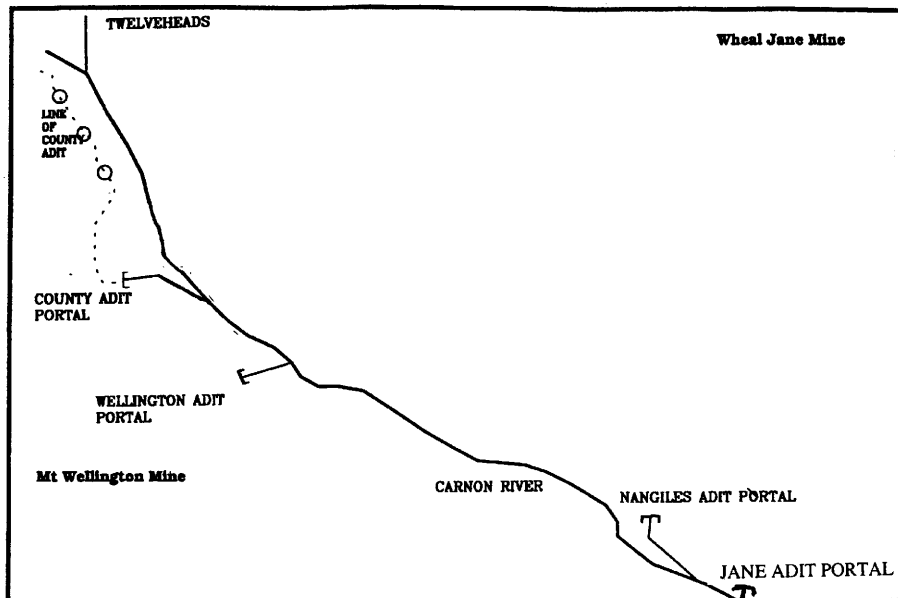 TWELVEHEADS
Wheal Jane Mine
LINE
OF
COUNTY
ADIT
COUNTY ADIT
PORTAL
WELLINGTON ADIT
PORTAL
Mt Wellington Mine
CARNON RIVER
NANGILES ADIT PORTAL
JANE ADIT PORTAL